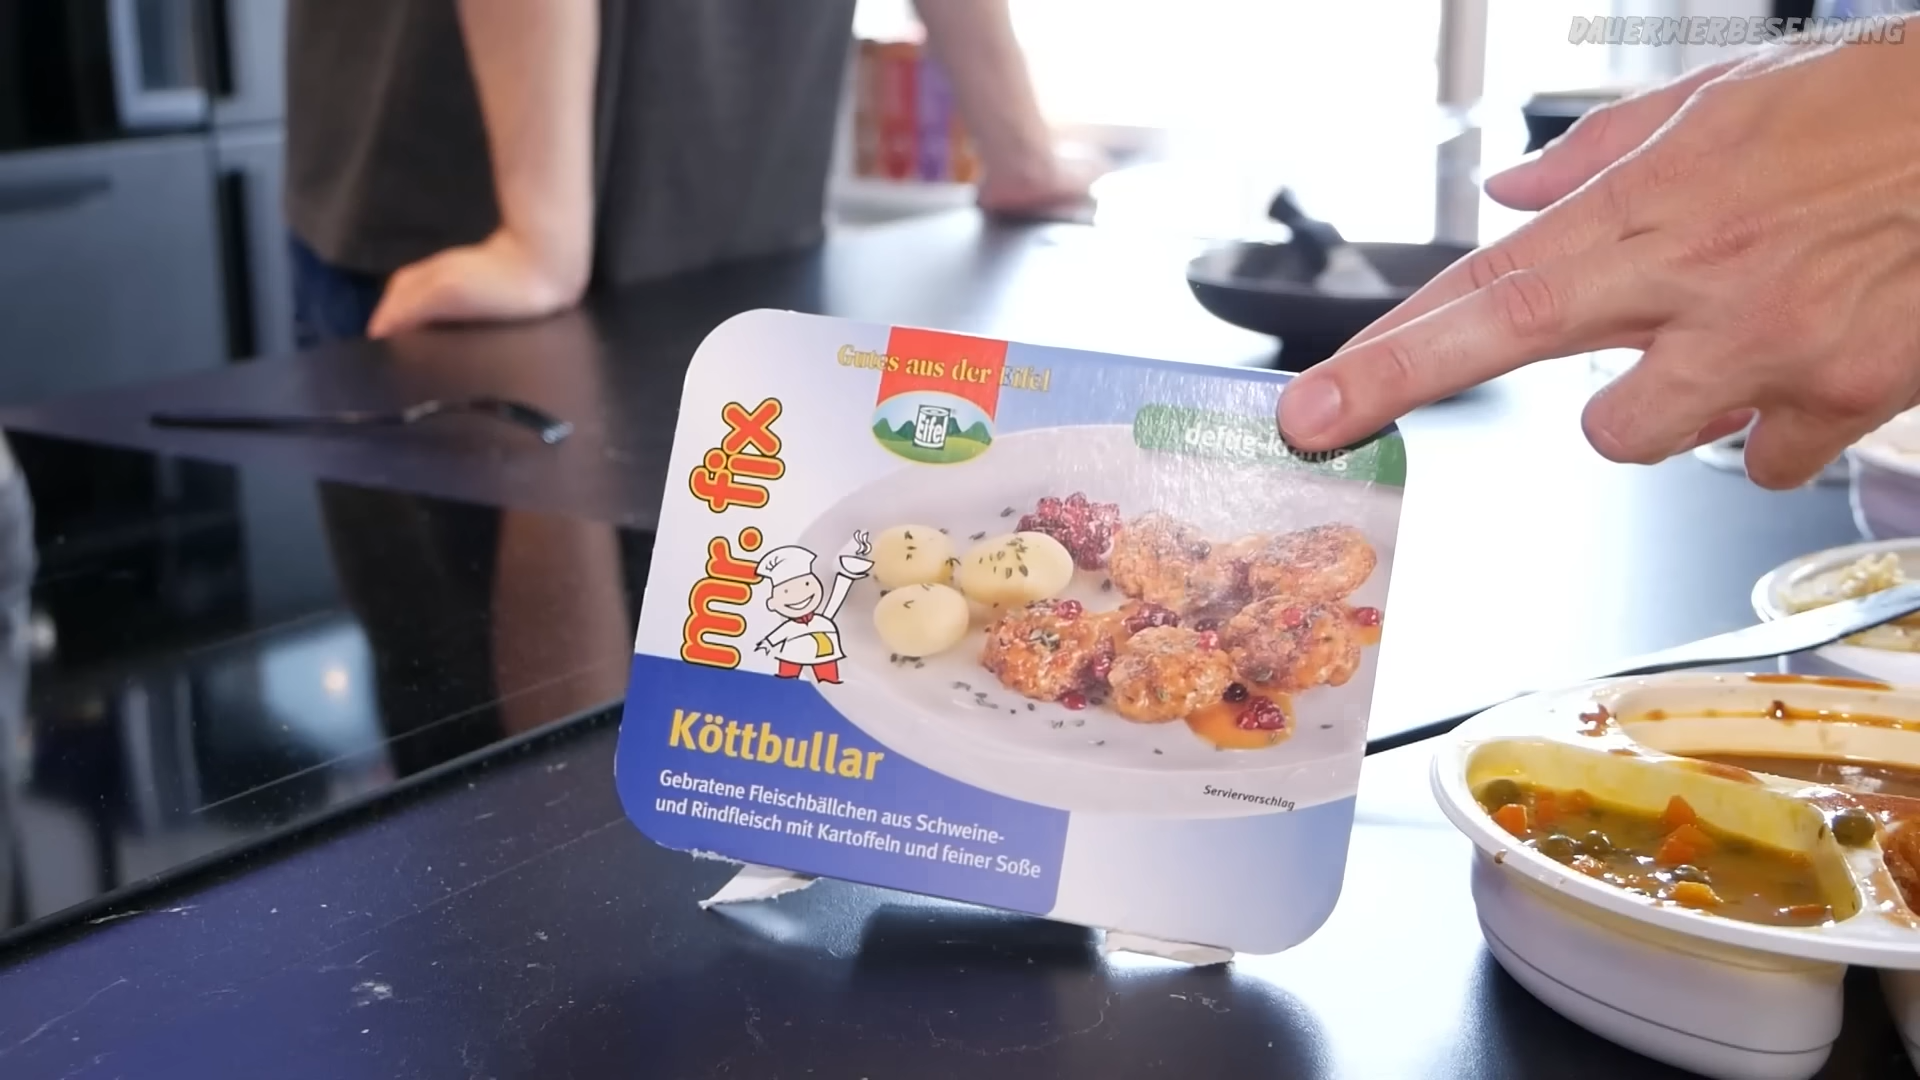 DAUERWERBESENDUNG
Gutes aus der Eifel
Eifel
mr. fix
Köttbullar
Gebratene Fleischbällchen aus Schweine-
und Rindfleisch mit Kartoffeln und feiner Soße
Serviervorschlag